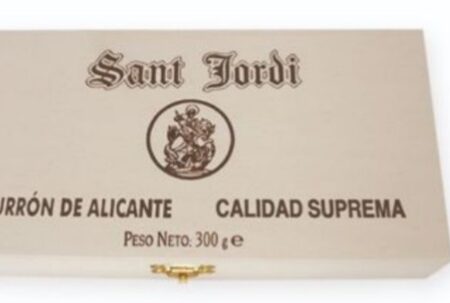 Sant Jordi
URRÓN DE ALICANTE CALIDAD SUPREMA
PESO NETO: 300 g e